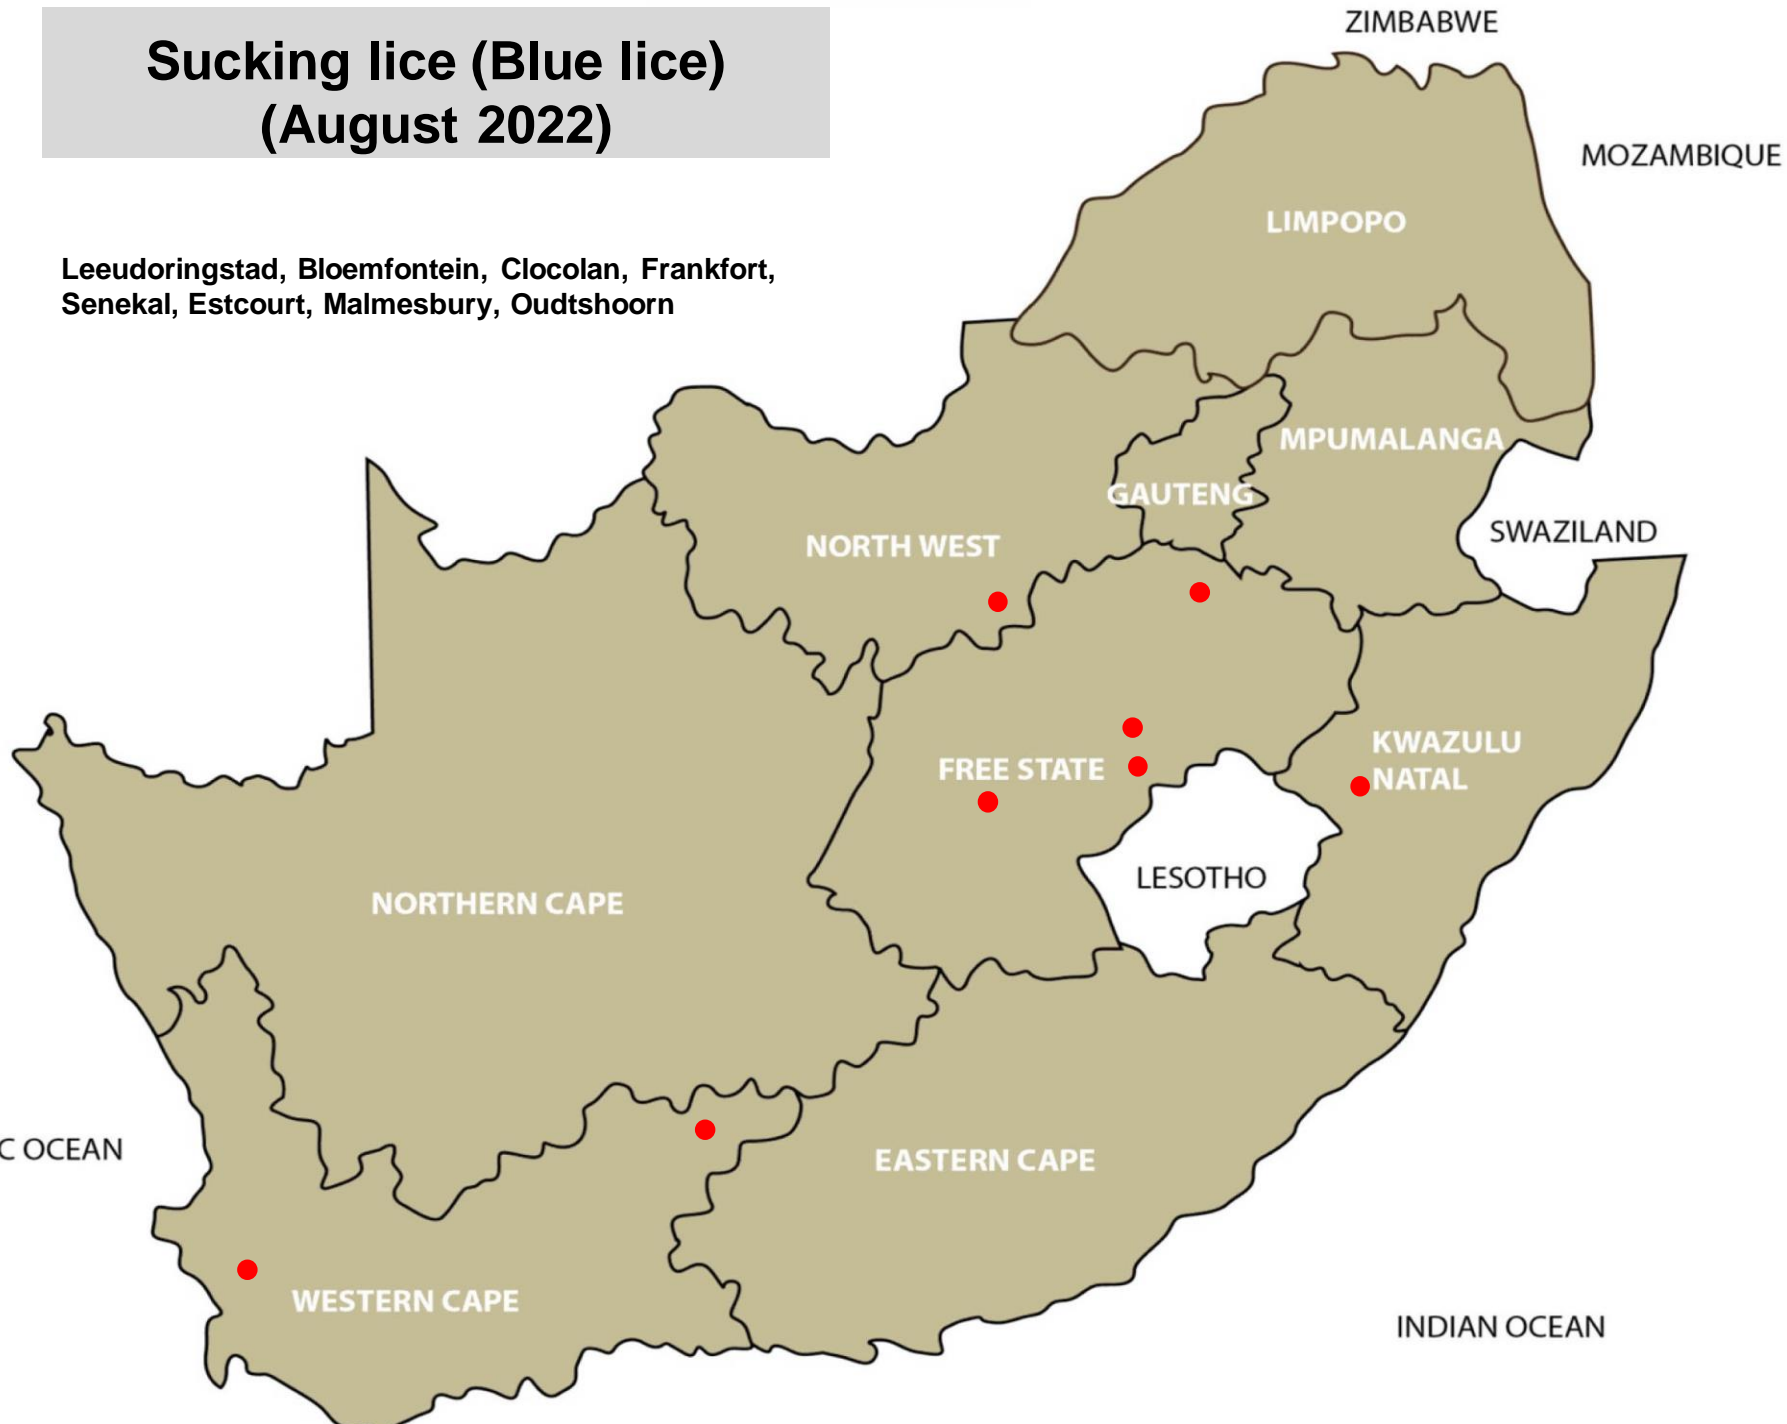 Sucking lice (Blue lice)
(August 2022)
Leeudoringstad, Bloemfontein, Clocolan, Frankfort,
Senekal, Estcourt, Malmesbury, Oudtshoorn
ZIMBABWE
MOZAMBIQUE
LIMPOPO
MPUMALANGA
GAUTENG
SWAZILAND
NORTH WEST
KWAZULU
NATAL
FREE STATE
LESOTHO
NORTHERN CAPE
C OCEAN
EASTERN CAPE
WESTERN CAPE
INDIAN OCEAN